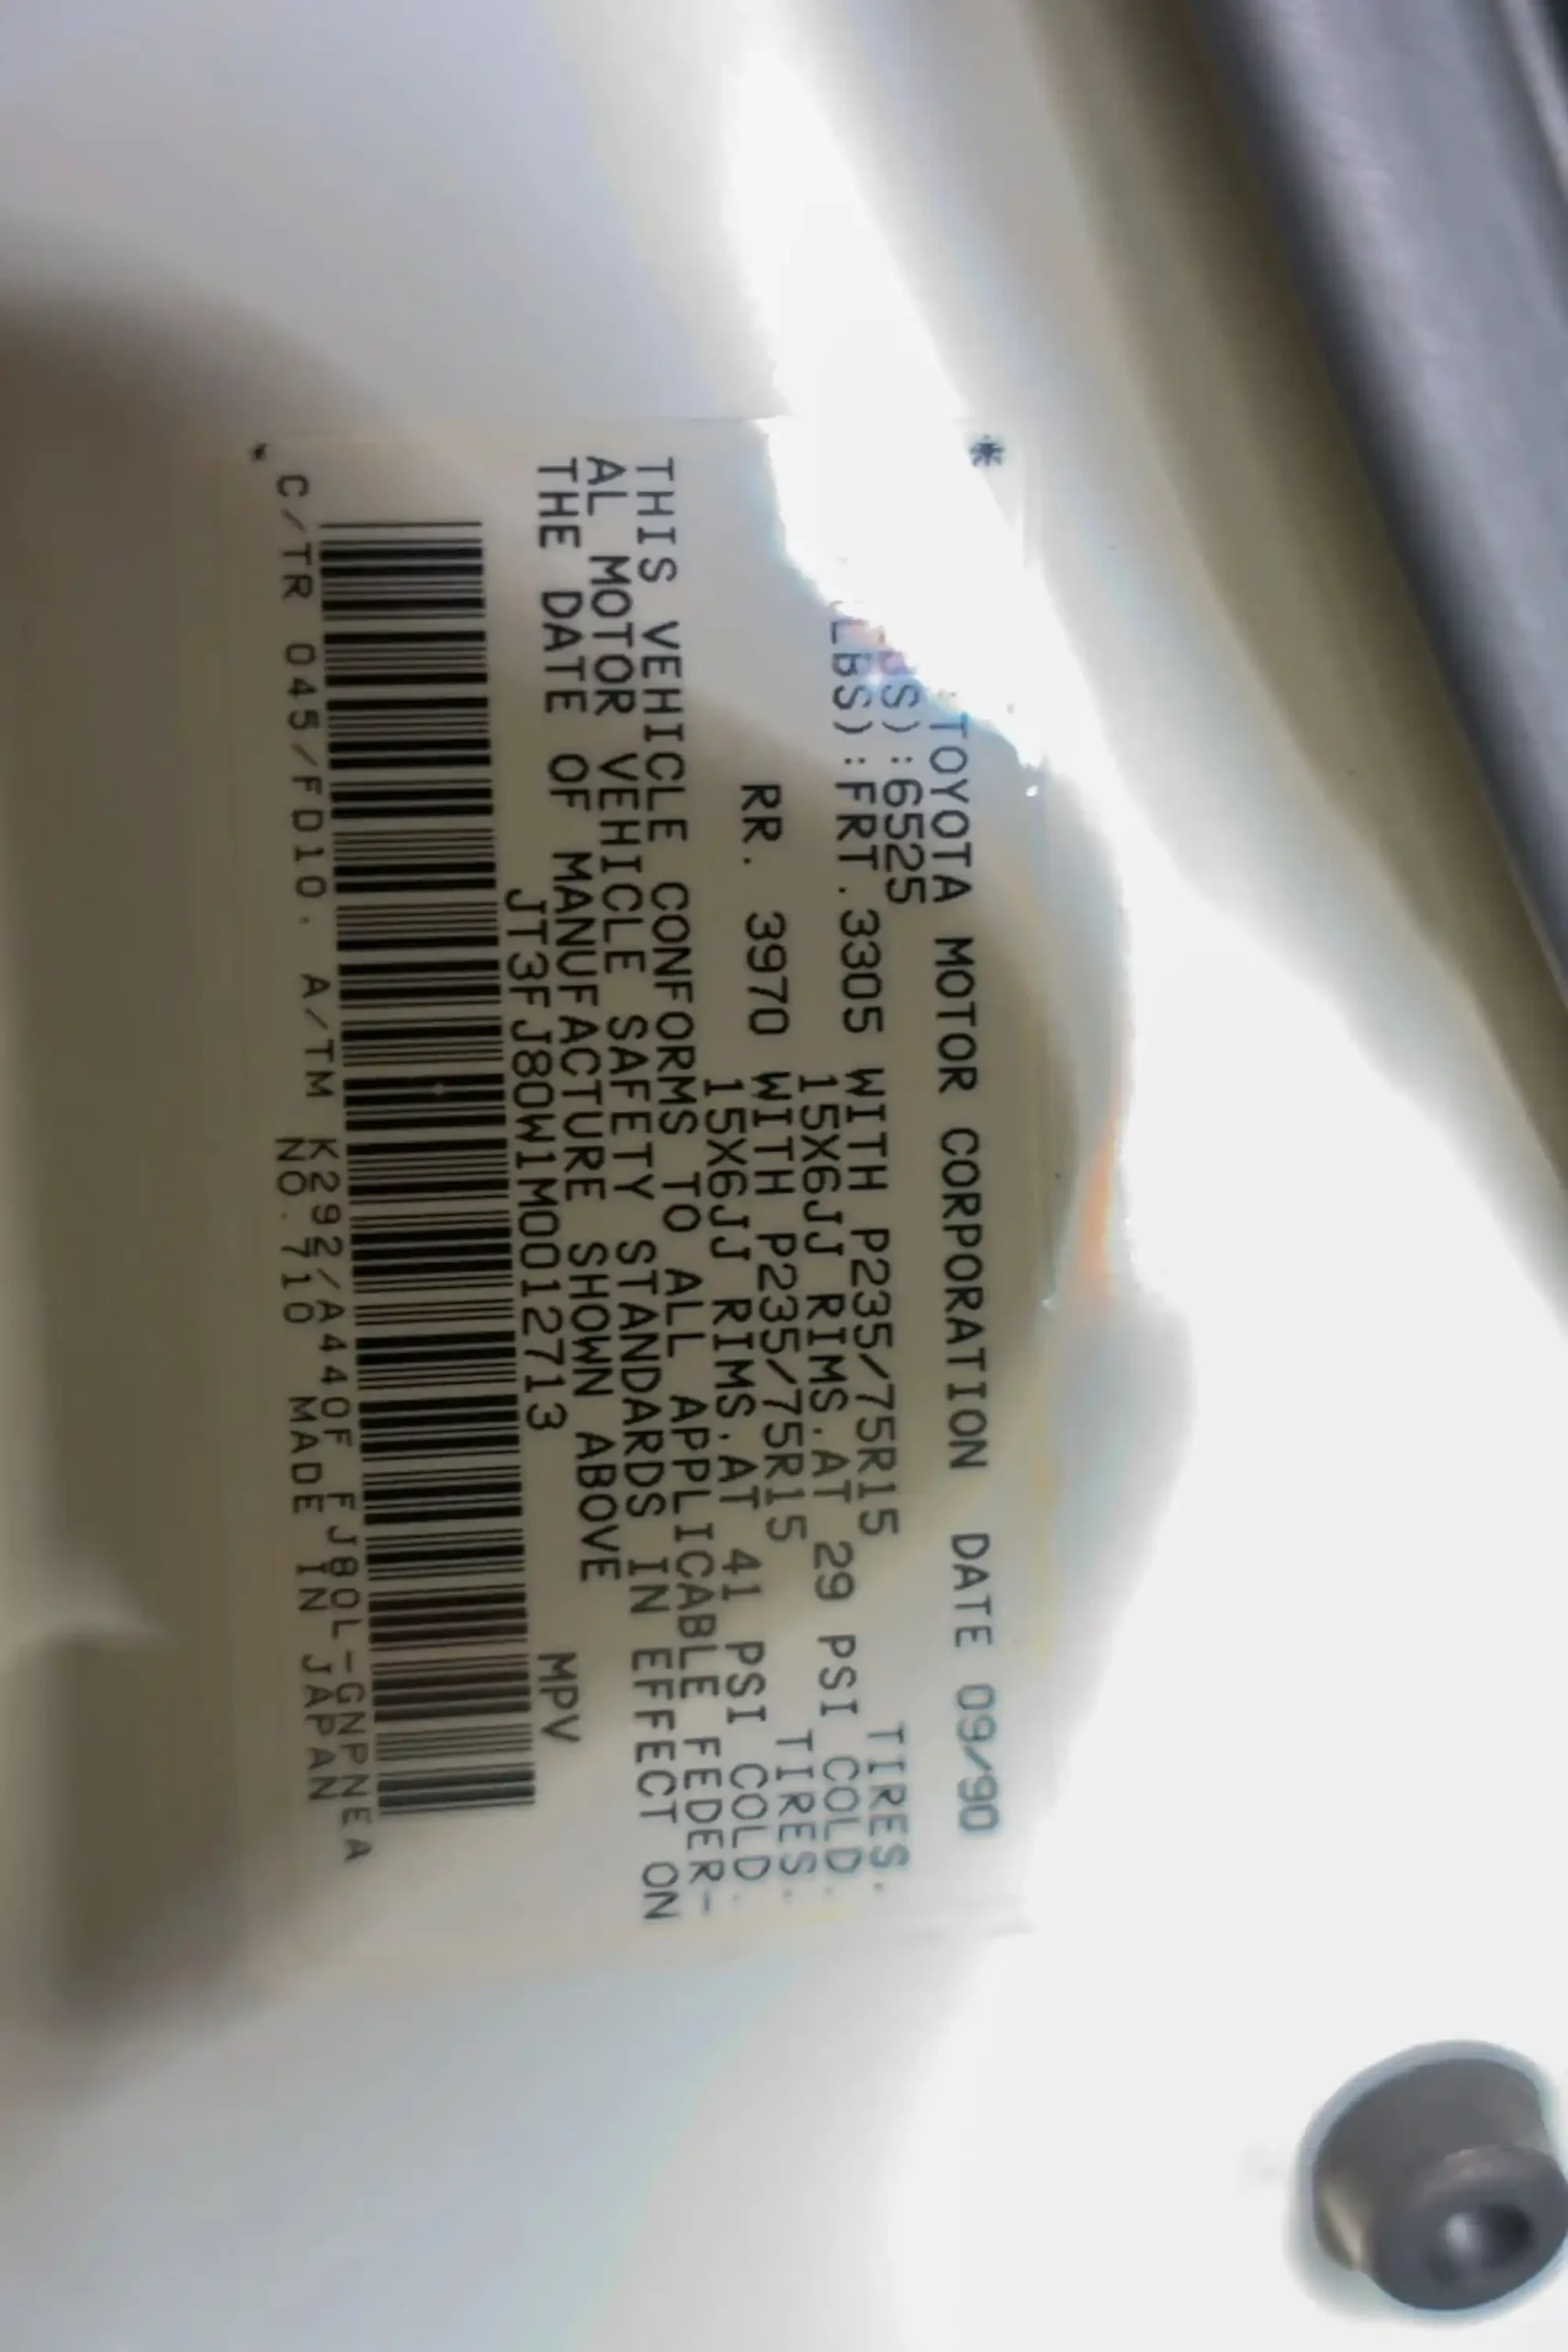 * TOYOTA MOTOR CORPORATION DATE 09/90
):6525
LBS):FRT.3305 WITH P235/75R15 TIRES.
15X6JJ RIMS.AT 29 PSI COLD.
RR. 3970 WITH P235/75R15 TIRES.
15X6JJ RIMS.AT 41 PSI COLD.
THIS VEHICLE CONFORMS TO ALL APPLICABLE FEDER-
AL MOTOR VEHICLE SAFETY STANDARDS IN EFFECT ON
THE DATE OF MANUFACTURE SHOWN ABOVE
JT3FJ80W1M0012713 MPV
C/TR 045/FD10. A/TM K292/A440F FJ80L-GNPNEA
* NO.710 MADE IN JAPAN